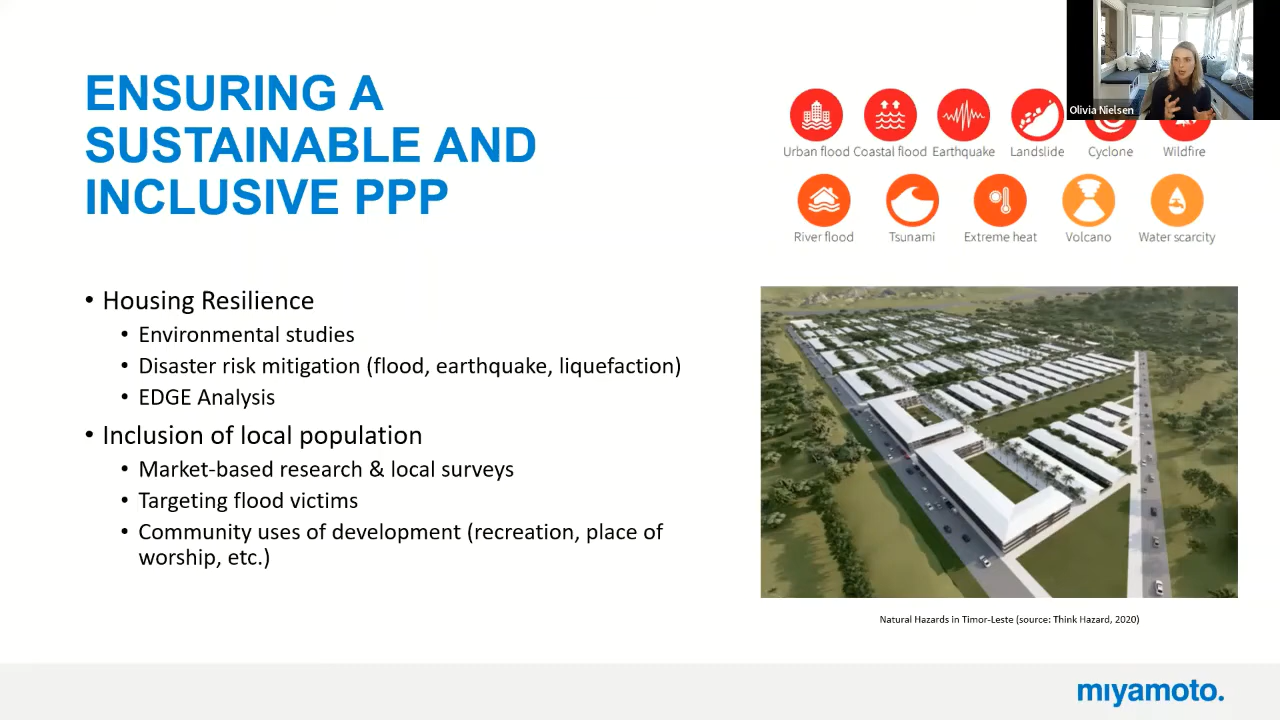 ENSURING A
SUSTAINABLE AND
INCLUSIVE PPP
Olivia Nielsen
Urban flood Coastal flood Earthquake Landslide Cyclone Wildfire
River flood Tsunami Extreme heat Volcano Water scarcity
• Housing Resilience
• Environmental studies
• Disaster risk mitigation (flood, earthquake, liquefaction)
• EDGE Analysis
• Inclusion of local population
• Market-based research & local surveys
• Targeting flood victims
• Community uses of development (recreation, place of
worship, etc.)
Natural Hazards in Timor-Leste (source: Think Hazard, 2020)
miyamoto.